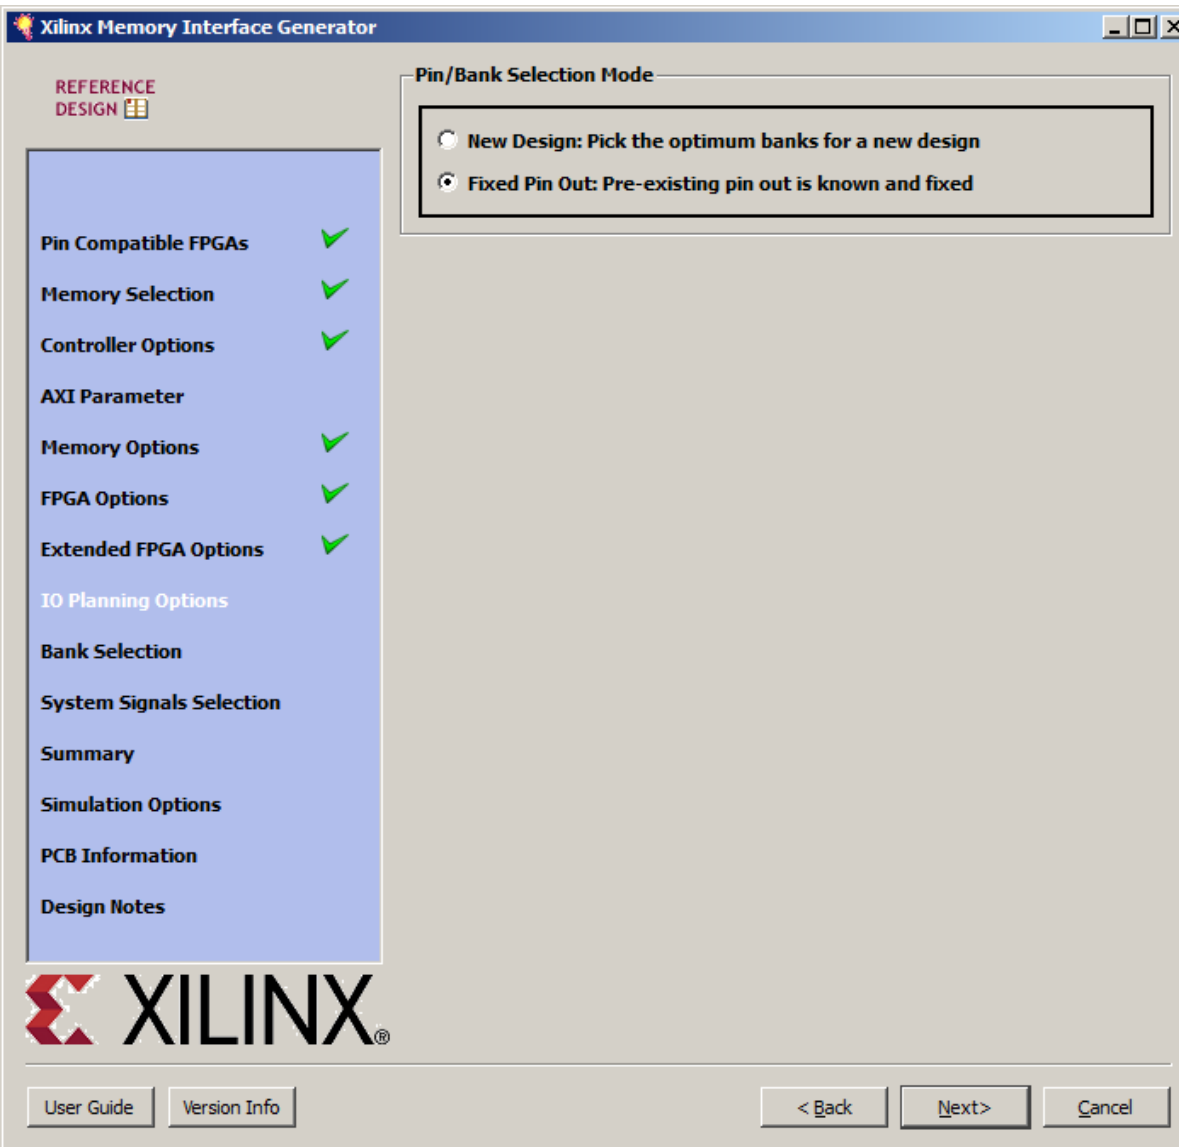 Xilinx Memory Interface Generator
REFERENCE
DESIGN
Pin Compatible FPGAs
Memory Selection
Controller Options
AXI Parameter
Memory Options
FPGA Options
Extended FPGA Options
IO Planning Options
Bank Selection
System Signals Selection
Summary
Simulation Options
PCB Information
Design Notes
XILINX®
Pin/Bank Selection Mode
New Design: Pick the optimum banks for a new design
Fixed Pin Out: Pre-existing pin out is known and fixed
User Guide
Version Info
< Back
Next>
Cancel